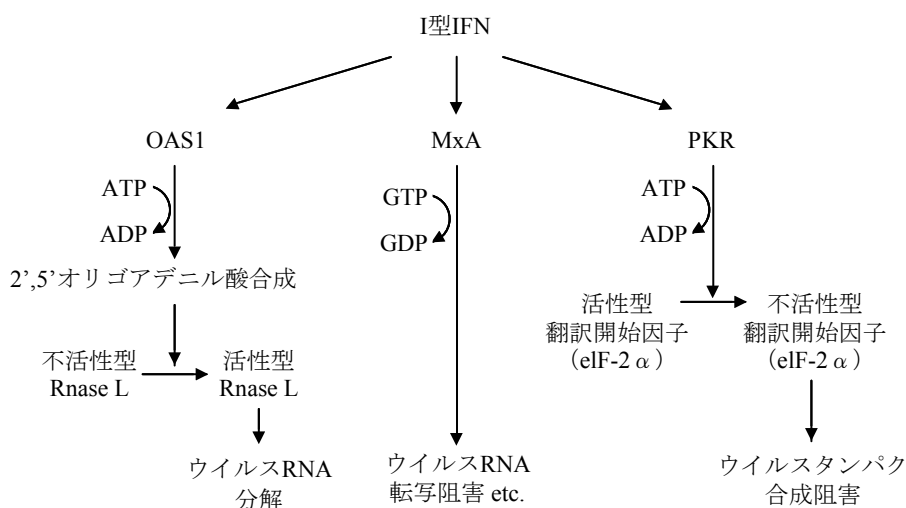 I型IFN
OAS1
MxA
PKR
ATP
ADP
GTP
GDP
ATP
ADP
2',5'オリゴアデニル酸合成
不活性型
Rnase L
活性型
Rnase L
活性型
翻訳開始因子
(elF-2 α)
不活性型
翻訳開始因子
(elF-2 α)
ウイルスRNA
分解
ウイルスRNA
転写阻害 etc.
ウイルスタンパク
合成阻害